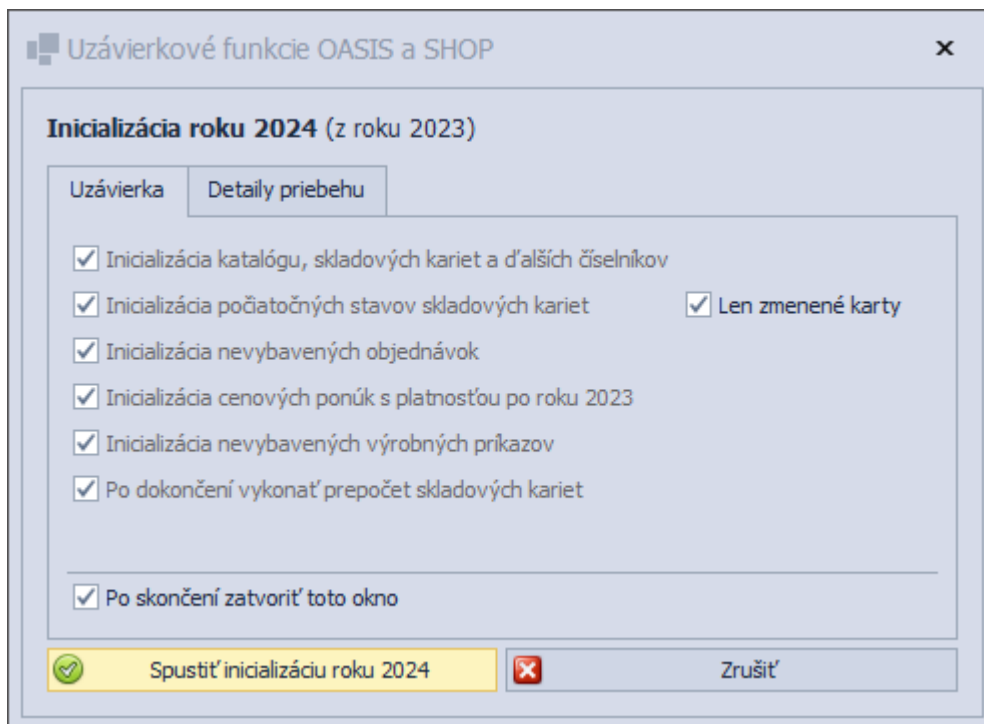 Uzávierkové funkcie OASIS a SHOP
Inicializácia roku 2024 (z roku 2023)
Uzávierka Detaily priebehu
Inicializácia katalógu, skladových kariet a ďalších číselníkov
Inicializácia počiatočných stavov skladových kariet Len zmenené karty
Inicializácia nevybavených objednávok
Inicializácia cenových ponúk s platnosťou po roku 2023
Inicializácia nevybavených výrobných príkazov
Po dokončení vykonať prepočet skladových kariet
Po skončení zatvoriť toto okno
Spustiť inicializáciu roku 2024 Zrušiť